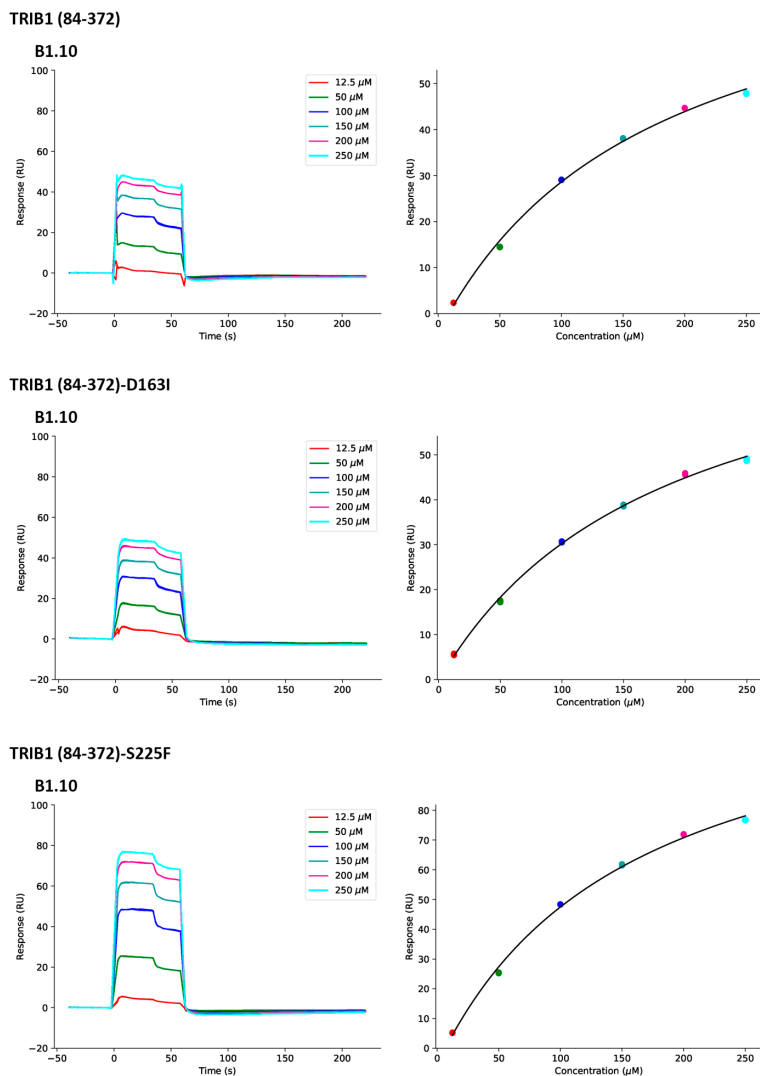 TRIB1 (84-372)
B1.10
100
80
60
40
20
0
−20
−50
0
50
100
150
200
Response (RU)
Time (s)
12.5 μM
50 μM
100 μM
150 μM
200 μM
250 μM
50
40
30
20
10
0
0
50
100
150
200
250
Response (RU)
Concentration (μM)
TRIB1 (84-372)-D163I
B1.10
100
80
60
40
20
0
−20
−50
0
50
100
150
200
Response (RU)
Time (s)
12.5 μM
50 μM
100 μM
150 μM
200 μM
250 μM
50
40
30
20
10
0
0
50
100
150
200
250
Response (RU)
Concentration (μM)
TRIB1 (84-372)-S225F
B1.10
100
80
60
40
20
0
−20
−50
0
50
100
150
200
Response (RU)
Time (s)
12.5 μM
50 μM
100 μM
150 μM
200 μM
250 μM
80
70
60
50
40
30
20
10
0
0
50
100
150
200
250
Response (RU)
Concentration (μM)